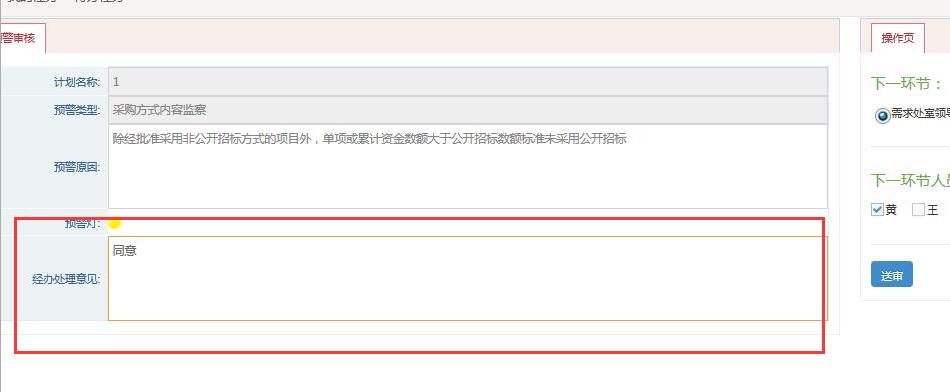 预警审核
操作页
计划名称: 1
预警类型: 采购方式内容监察
除经批准采用非公开招标方式的项目外，单项或累计资金数额大于公开招标数额标准未采用公开招标
预警原因:
预警灯:
同意
经办处理意见:
下一环节：
需求处室领导
下一环节人员
黄 王
送审